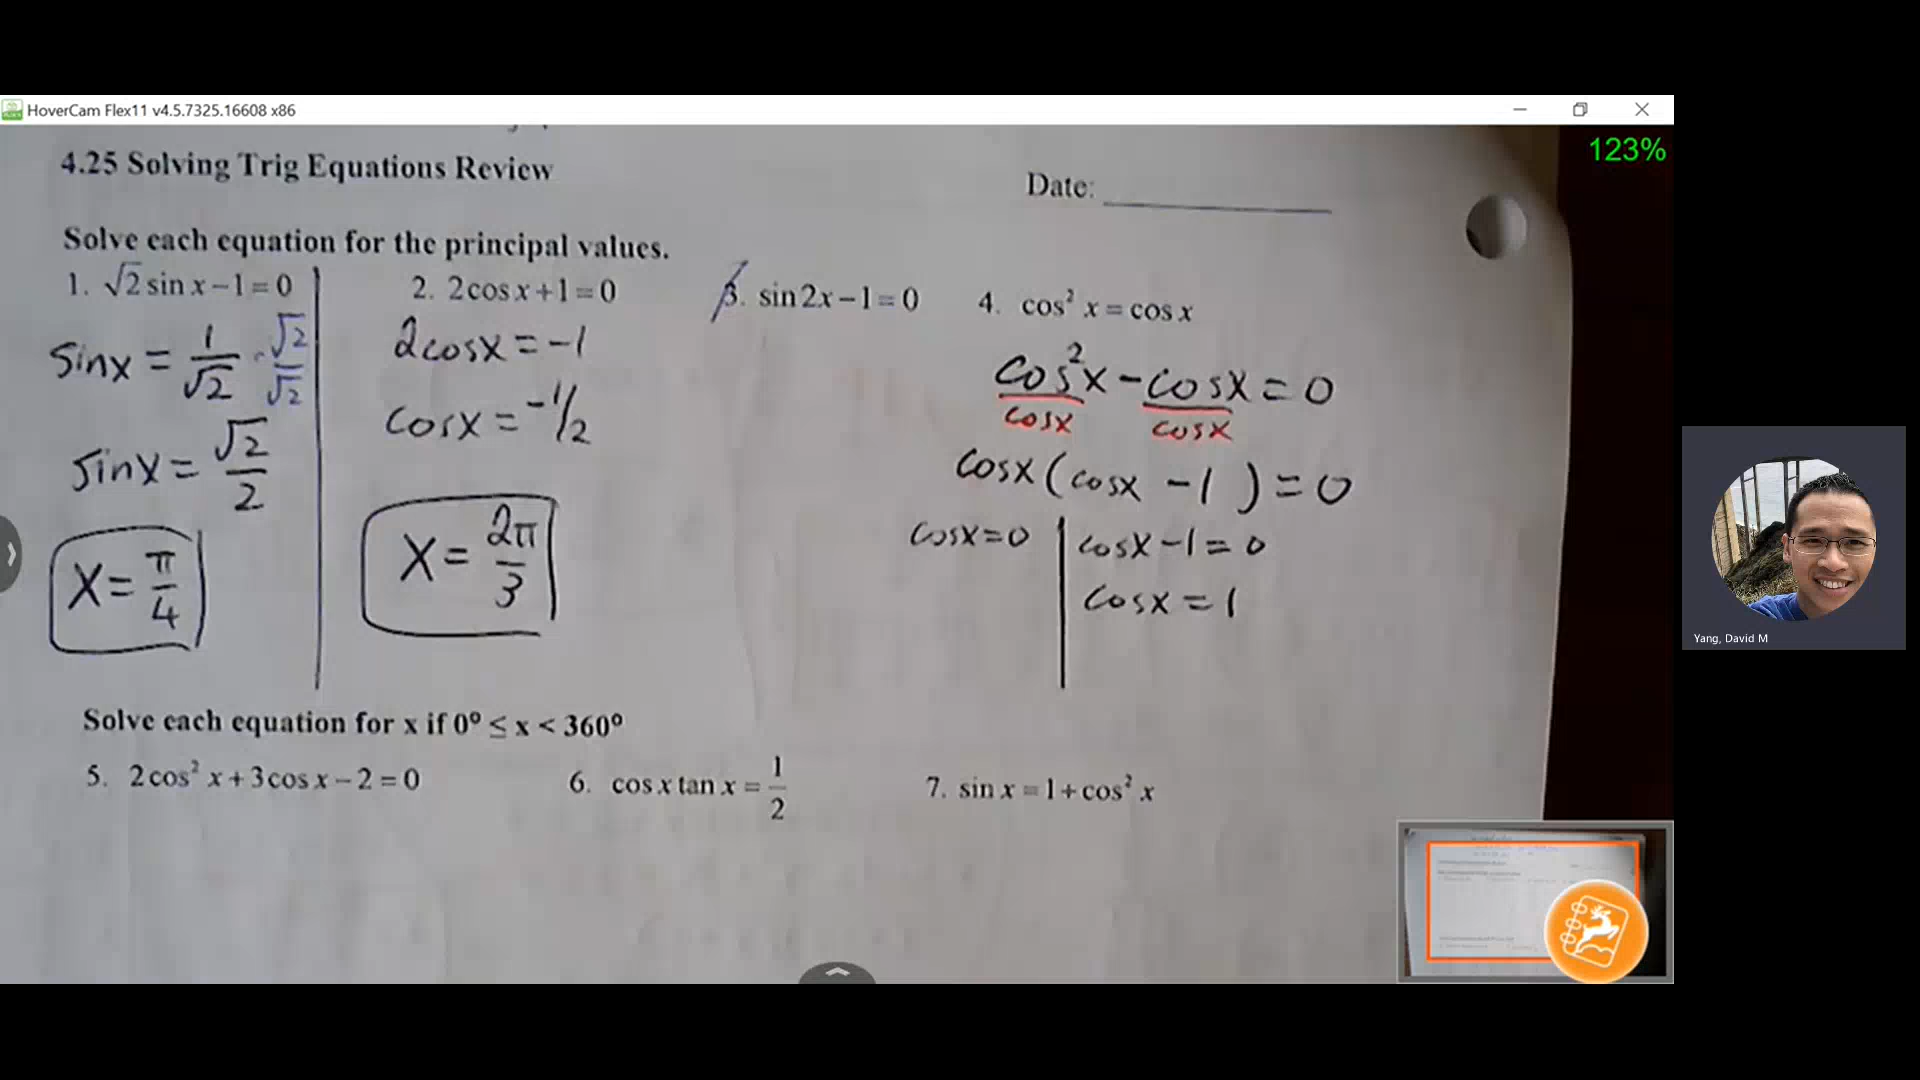 HoverCam Flex11 v4.5.7325.16608 x86
123%
4.25 Solving Trig Equations Review
Date: ____________
Solve each equation for the principal values.
1. √2 sin x − 1 = 0
sinx = 1/√2 · √2/√2
sinx = √2/2
x = π/4
2. 2cos x + 1 = 0
2cosx = -1
cosx = -1/2
x = 2π/3
3. sin 2x − 1 = 0
4. cos² x = cos x
cos²x - cosx = 0
cosx cosx
cosx(cosx - 1) = 0
cosx = 0
cosx - 1 = 0
cosx = 1
Solve each equation for x if 0º ≤ x < 360º
5. 2cos² x + 3cos x − 2 = 0
6. cos x tan x = 1/2
7. sin x = 1 + cos² x
Yang, David M